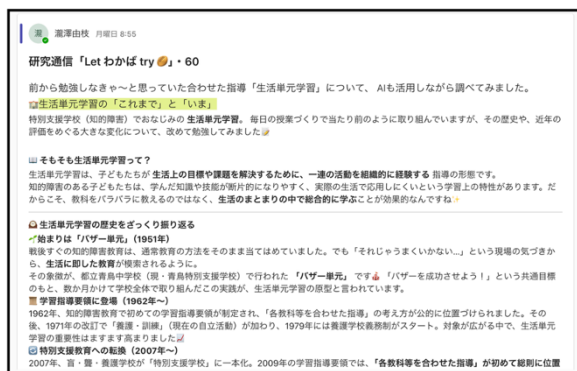 瀧 瀧澤由枝 月曜日 8:55
研究通信「Let わかば try🏉」・60
前から勉強しなきゃ~と思っていた合わせた指導「生活単元学習」について、 AIも活用しながら調べてみました。
🏫生活単元学習の「これまで」と「いま」
特別支援学校（知的障害）でおなじみの 生活単元学習。 毎日の授業づくりで当たり前のように取り組んでいますが、その歴史や、近年の
評価をめぐる大きな変化について、改めて勉強してみました📝
📖 そもそも生活単元学習って？
生活単元学習は、子どもたちが 生活上の目標や課題を解決するために、一連の活動を組織的に経験する 指導の形態です。
知的障害のある子どもたちは、学んだ知識や技能が断片的になりやすく、実際の生活で応用しにくいという学習上の特性があります。だ
からこそ、教科をバラバラに教えるのではなく、生活のまとまりの中で総合的に学ぶことが効果的なんですね✨
🕰 生活単元学習の歴史をざっくり振り返る
🌱始まりは「バザー単元」（1951年）
戦後すぐの知的障害教育は、通常教育の方法をそのまま当てはめていました。でも「それじゃうまくいかない...」という現場の気づきか
ら、生活に即した教育が模索されるように。
その象徴が、都立青鳥中学校（現・青鳥特別支援学校）で行われた 「バザー単元」 です🎪 「バザーを成功させよう！」という共通目標
のもと、数か月かけて学校全体で取り組んだこの実践が、生活単元学習の原型と言われています。
📜 学習指導要領に登場（1962年~）
1962年、知的障害教育で初めての学習指導要領が制定され、「各教科等を合わせた指導」の考え方が公的に位置づけられました。その
後、1971年の改訂で「養護・訓練」（現在の自立活動）が加わり、1979年には養護学校義務制がスタート。対象が広がる中で、生活単元
学習の重要性はますます高まりました📈
🔄 特別支援教育への転換（2007年~）
2007年、盲・聾・養護学校が「特別支援学校」に一本化。2009年の学習指導要領では、「各教科等を合わせた指導」が初めて総則に位置